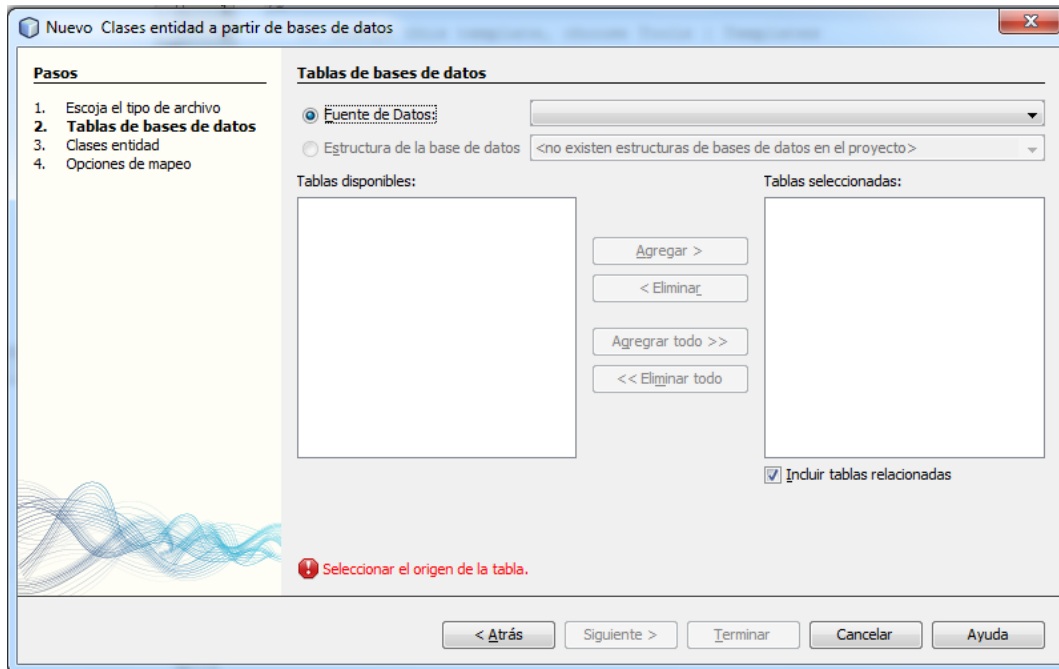 Nuevo Clases entidad a partir de bases de datos
Pasos
1. Escoja el tipo de archivo
2. Tablas de bases de datos
3. Clases entidad
4. Opciones de mapeo
Tablas de bases de datos
Fuente de Datos:
Estructura de la base de datos <no existen estructuras de bases de datos en el proyecto>
Tablas disponibles: Tablas seleccionadas:
Agregar >
< Eliminar
Agregrar todo >>
<< Eliminar todo
Incluir tablas relacionadas
Seleccionar el origen de la tabla.
< Atrás Siguiente > Terminar Cancelar Ayuda